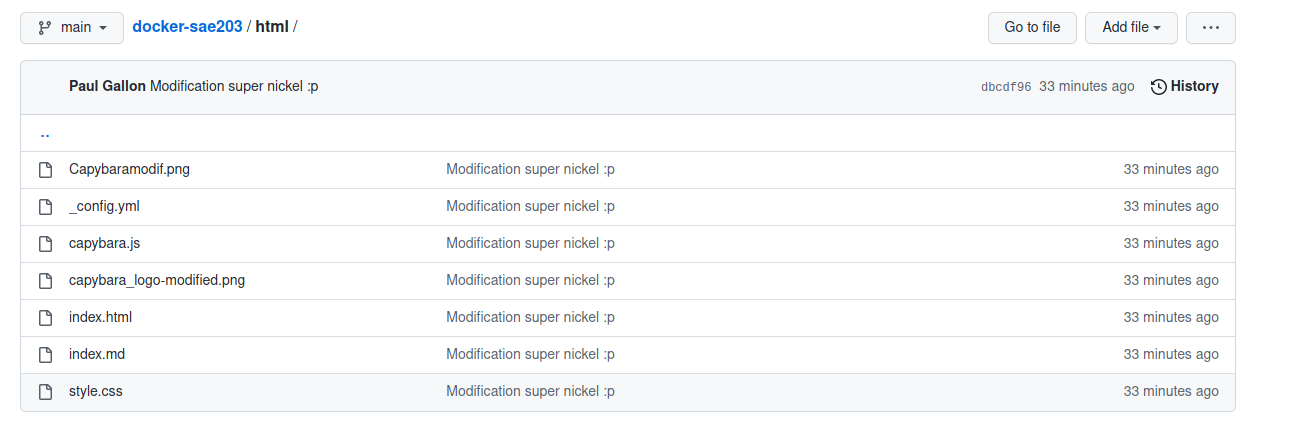 main docker-sae203 / html / Go to file Add file ...
Paul Gallon Modification super nickel :p dbcdf96 33 minutes ago History
..
Capybaramodif.png Modification super nickel :p 33 minutes ago
_config.yml Modification super nickel :p 33 minutes ago
capybara.js Modification super nickel :p 33 minutes ago
capybara_logo-modified.png Modification super nickel :p 33 minutes ago
index.html Modification super nickel :p 33 minutes ago
index.md Modification super nickel :p 33 minutes ago
style.css Modification super nickel :p 33 minutes ago